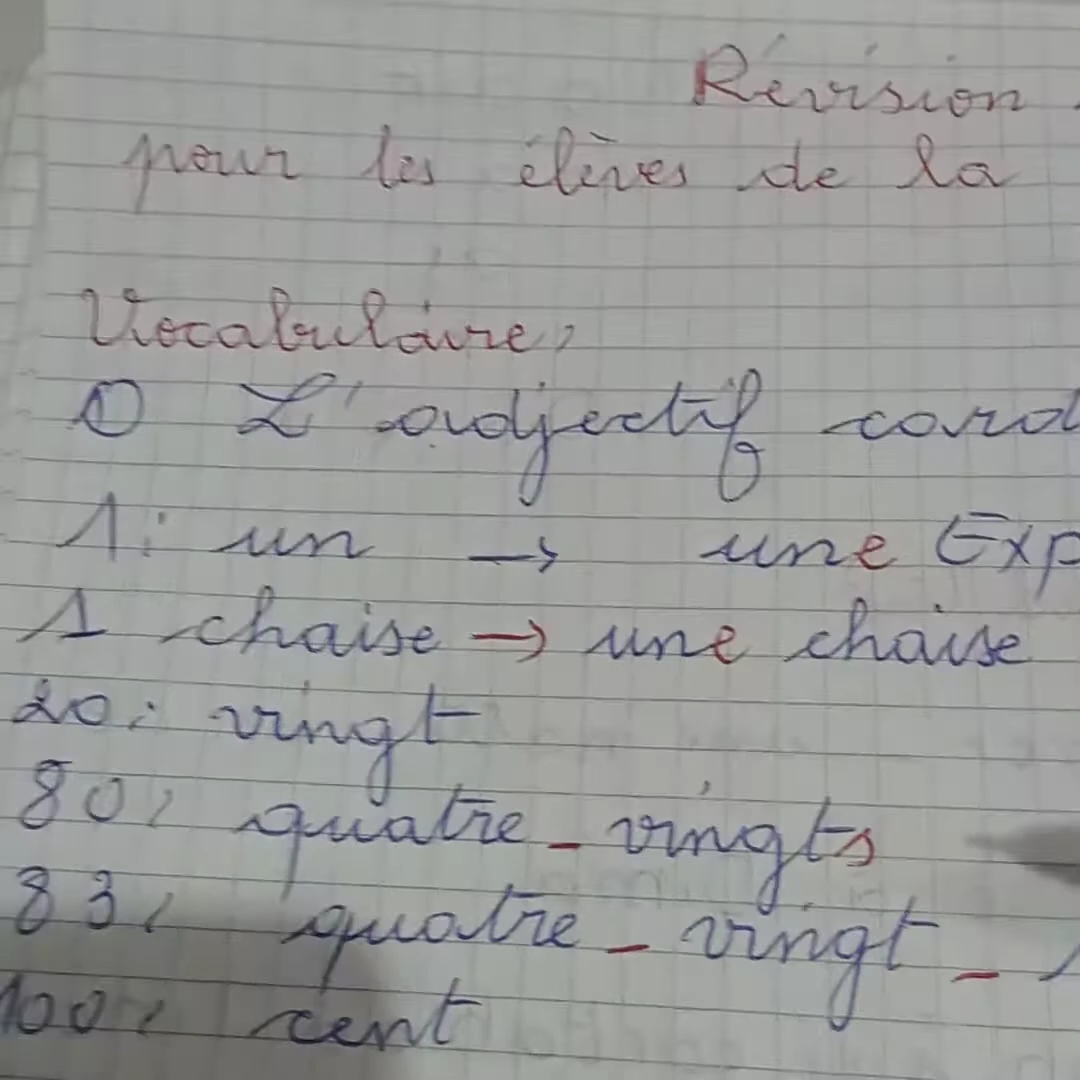 Révision
pour les élèves de la
Vocabulaire:
① L'adjectif card
1: un → une Exp
1 chaise → une chaise
20: vingt
80: quatre-vingts
83: quatre-vingt-
100: cent